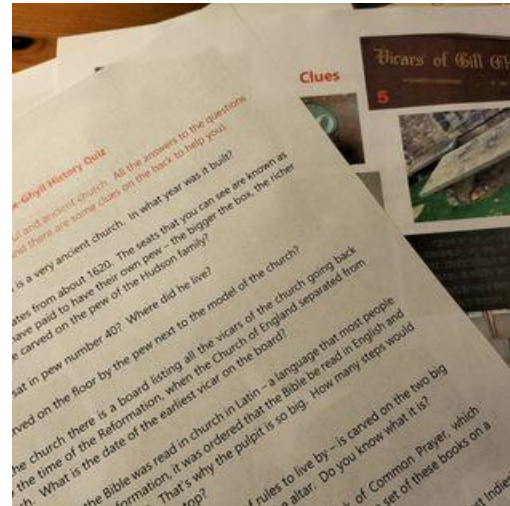 Clues
Vicars of Gill
5
-Ghyll History Quiz
ul and ancient church. All the answers to the questions
and there are some clues on the back to help you).
is a very ancient church. In what year was it built?
ates from about 1620. The seats that you can see are known as
have paid to have their own pew – the bigger the box, the richer
carved on the pew of the Hudson family?
sat in pew number 40? Where did he live?
rved on the floor by the pew next to the model of the church?
he church there is a board listing all the vicars of the church going back
the time of the Reformation, when the Church of England separated from
h. What is the date of the earliest vicar on the board?
the Bible was read in church in Latin – a language that most people
formation, it was ordered that the Bible be read in English and
That's why the pulpit is so big. How many steps would
top?
of rules to live by – is carved on the two big
altar. Do you know what it is?
of Common Prayer, which
set of these books on a
xt Indie